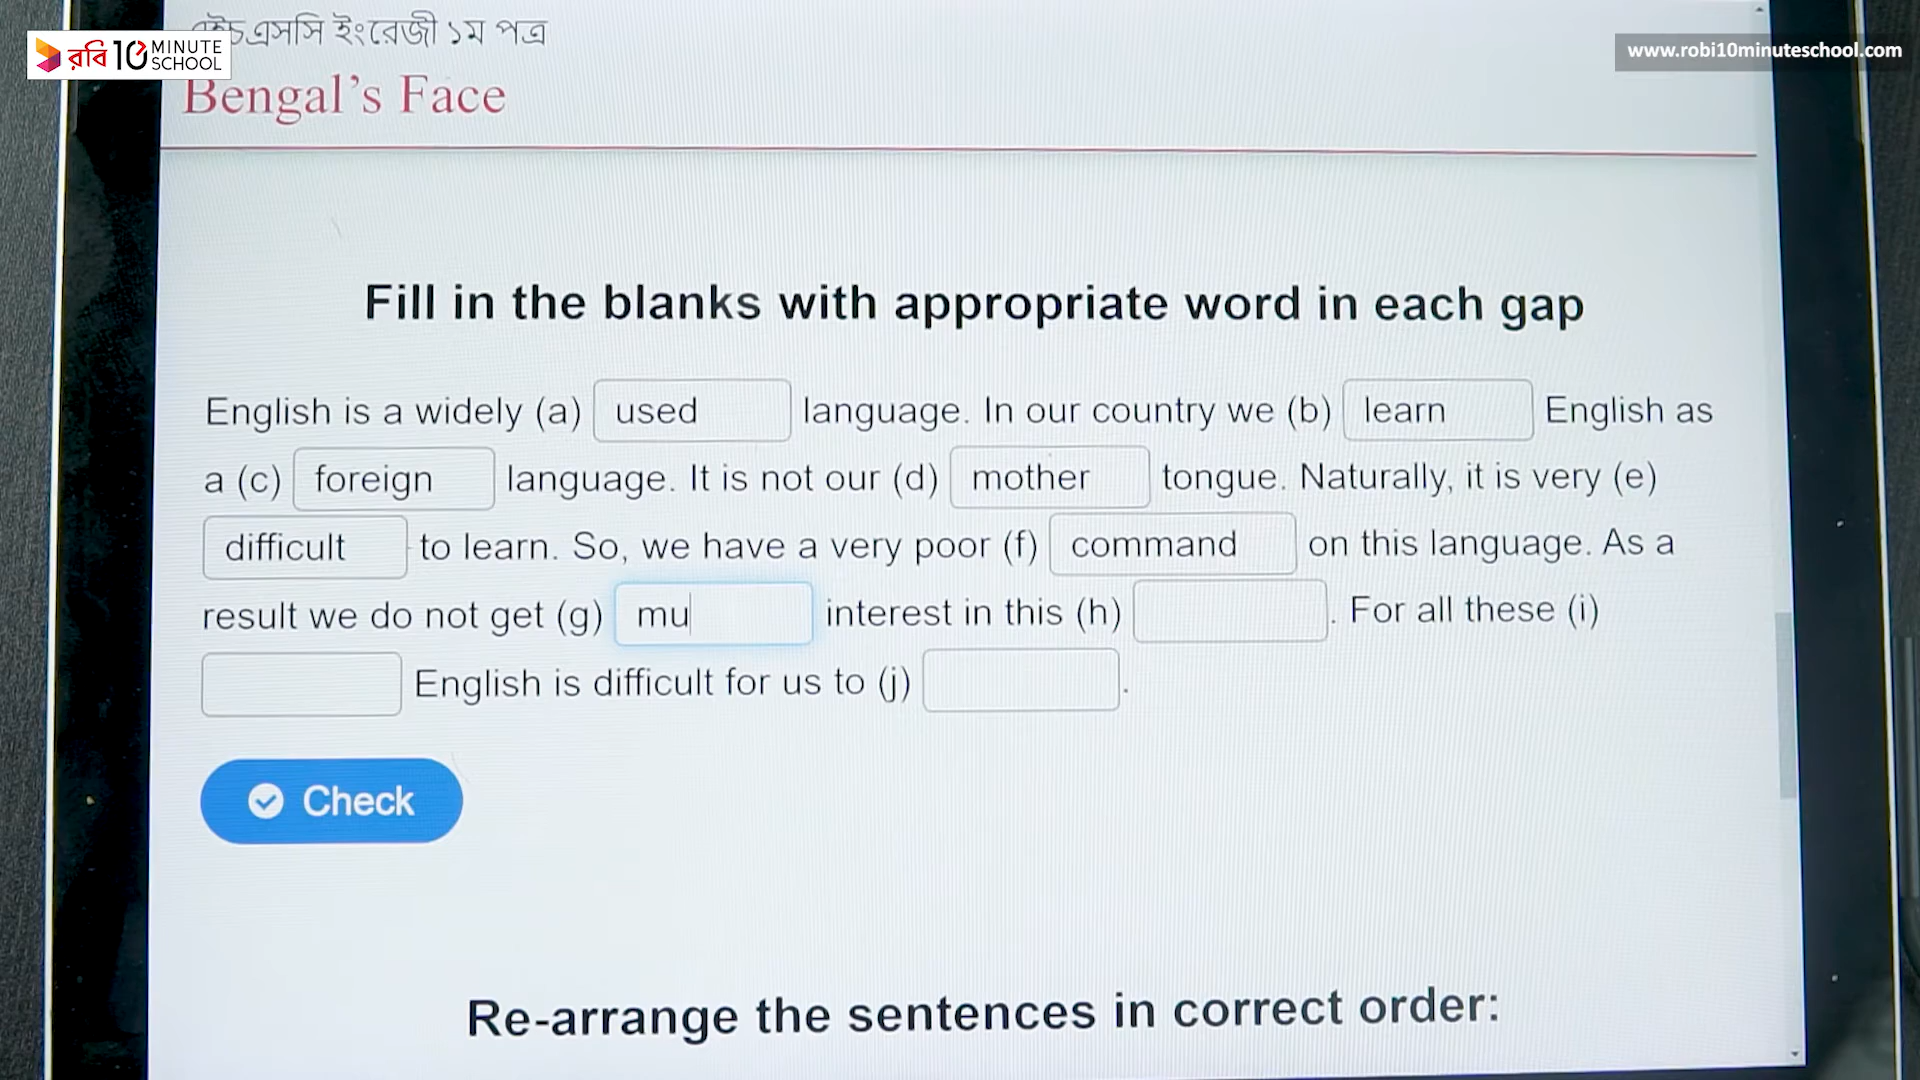 এইচএসসি ইংরেজী ১ম পত্র
রবি 10 MINUTE SCHOOL
www.robi10minuteschool.com
Bengal's Face
Fill in the blanks with appropriate word in each gap
English is a widely (a) used language. In our country we (b) learn English as
a (c) foreign language. It is not our (d) mother tongue. Naturally, it is very (e)
difficult to learn. So, we have a very poor (f) command on this language. As a
result we do not get (g) mu interest in this (h) . For all these (i)
English is difficult for us to (j) .
Check
Re-arrange the sentences in correct order: